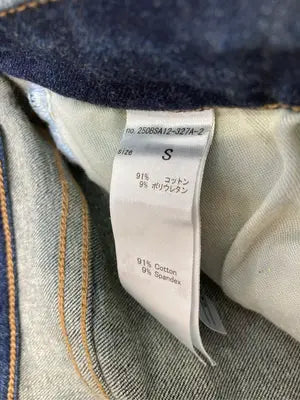 no. 250BSA12-327A-2
size S
91% コットン
9% ポリウレタン
91% Cotton
9% Spandex